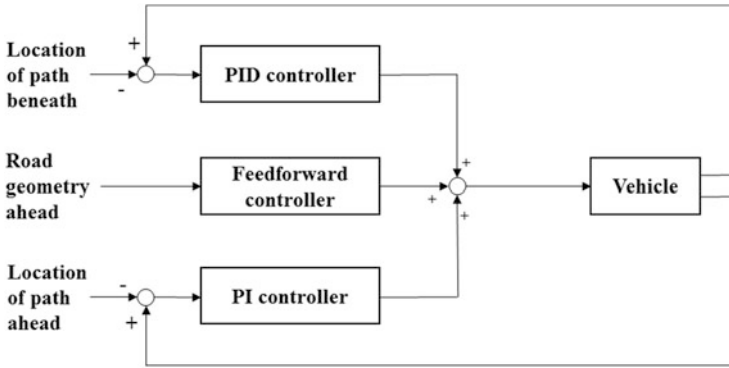 Location
of path
beneath
+
-
PID controller
+
Road
geometry
ahead
Feedforward
controller
+
+
Vehicle
Location
of path
ahead
-
+
PI controller